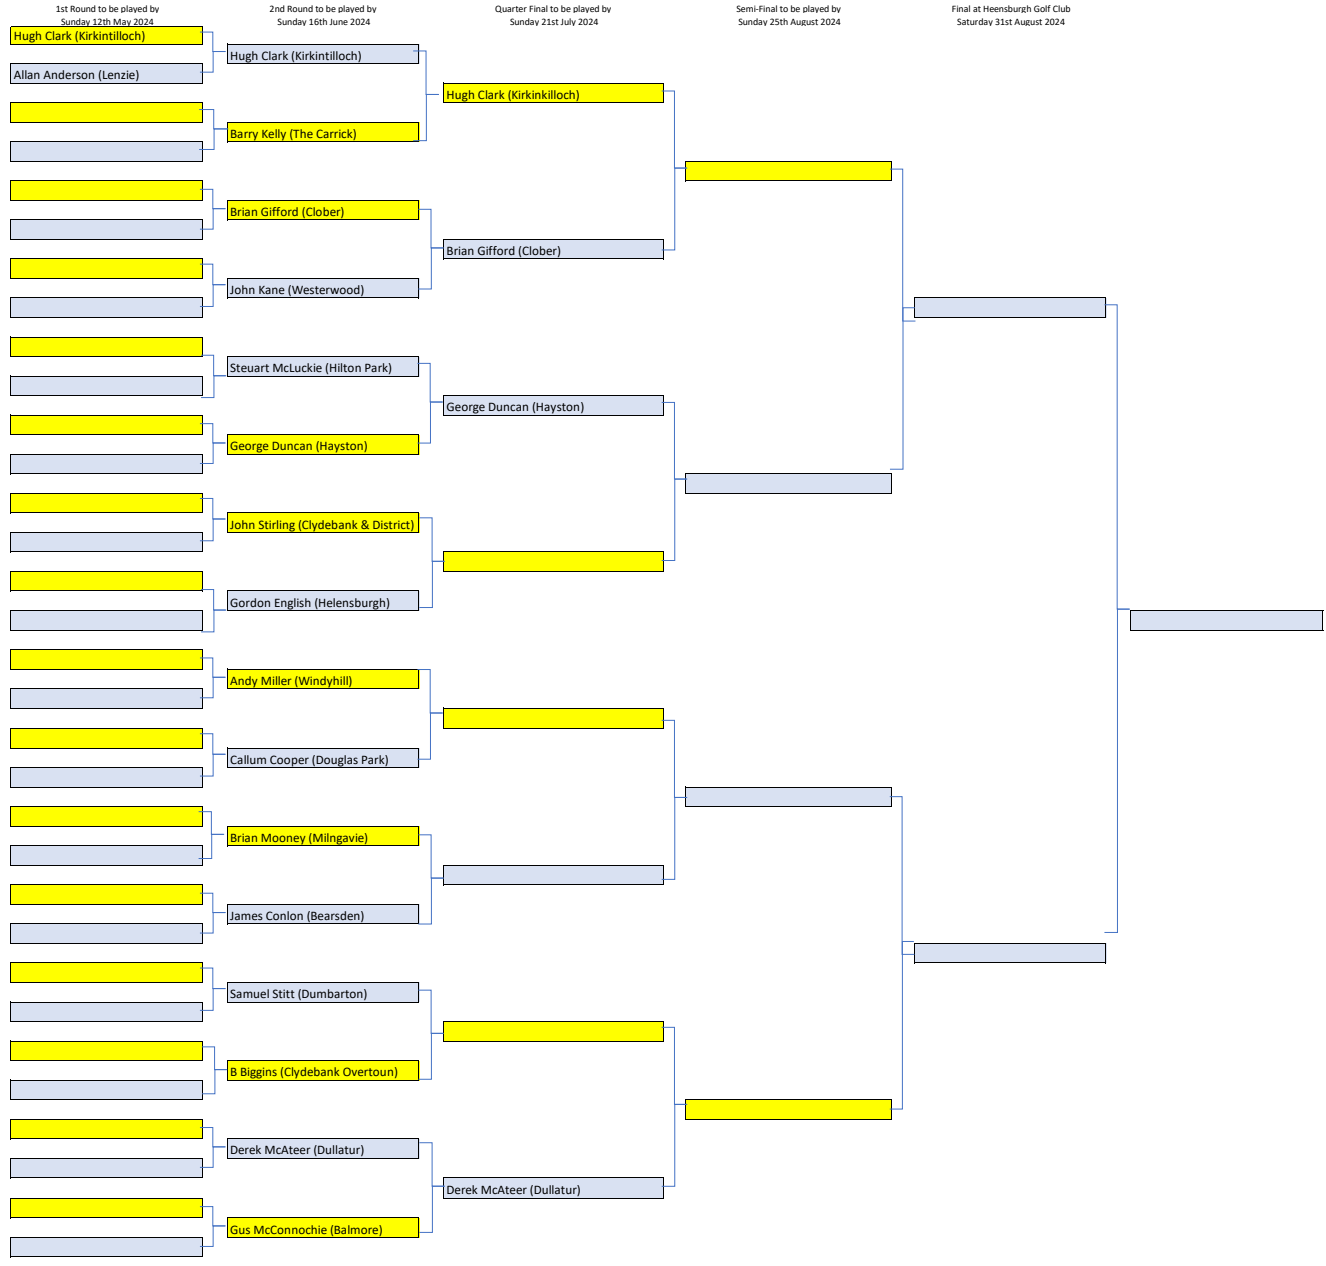 1st Round to be played by
Sunday 12th May 2024
2nd Round to be played by
Sunday 16th June 2024
Quarter Final to be played by
Sunday 21st July 2024
Semi-Final to be played by
Sunday 25th August 2024
Final at Heensburgh Golf Club
Saturday 31st August 2024
Hugh Clark (Kirkintilloch)
Allan Anderson (Lenzie)
Hugh Clark (Kirkintilloch)
Barry Kelly (The Carrick)
Brian Gifford (Clober)
John Kane (Westerwood)
Steuart McLuckie (Hilton Park)
George Duncan (Hayston)
John Stirling (Clydebank & District)
Gordon English (Helensburgh)
Andy Miller (Windyhill)
Callum Cooper (Douglas Park)
Brian Mooney (Milngavie)
James Conlon (Bearsden)
Samuel Stitt (Dumbarton)
B Biggins (Clydebank Overtoun)
Derek McAteer (Dullatur)
Gus McConnochie (Balmore)
Hugh Clark (Kirkinkilloch)
Brian Gifford (Clober)
George Duncan (Hayston)
Derek McAteer (Dullatur)